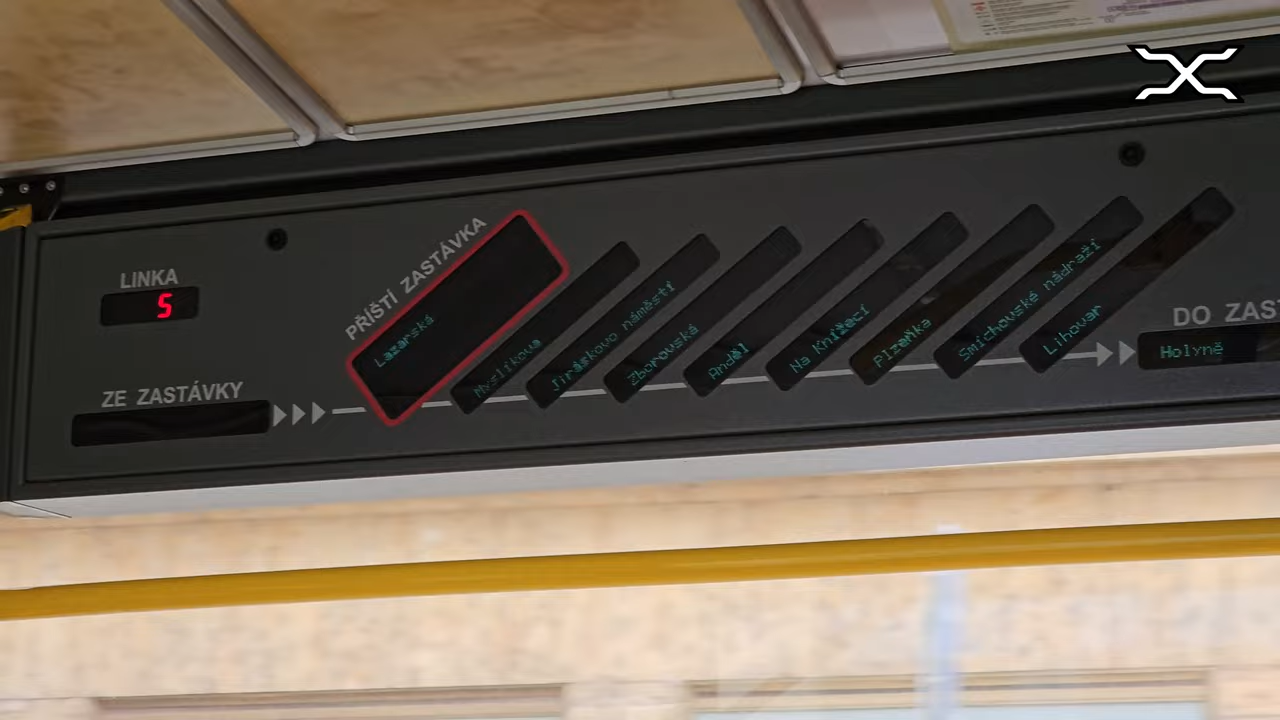 LINKA
5
ZE ZASTÁVKY
PŘÍŠTÍ ZASTÁVKA
Lazarská
Myslíkova
Jiráskovo náměstí
Zborovská
Anděl
Na Knížecí
Plzeňka
Smíchovské nádraží
Lihovar
DO ZAS
Holyně